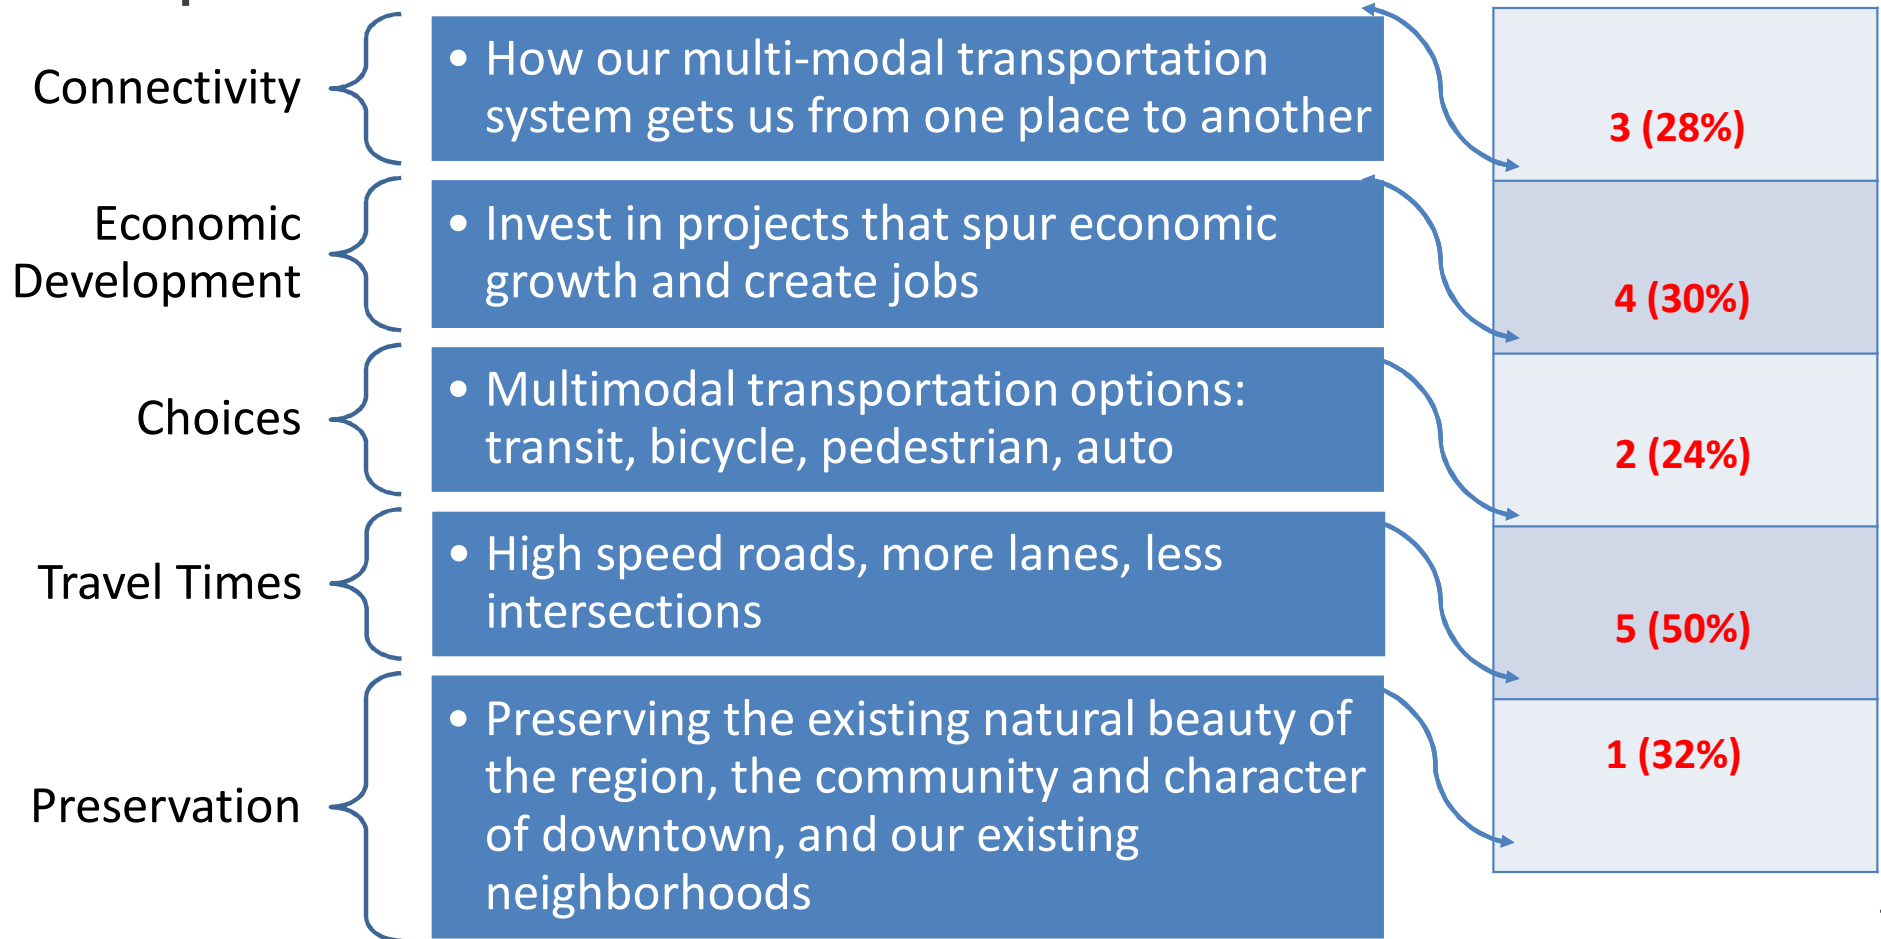 Connectivity
• How our multi-modal transportation
system gets us from one place to another
3 (28%)
Economic
Development
• Invest in projects that spur economic
growth and create jobs
4 (30%)
Choices
• Multimodal transportation options:
transit, bicycle, pedestrian, auto
2 (24%)
Travel Times
• High speed roads, more lanes, less
intersections
5 (50%)
Preservation
• Preserving the existing natural beauty of
the region, the community and character
of downtown, and our existing
neighborhoods
1 (32%)